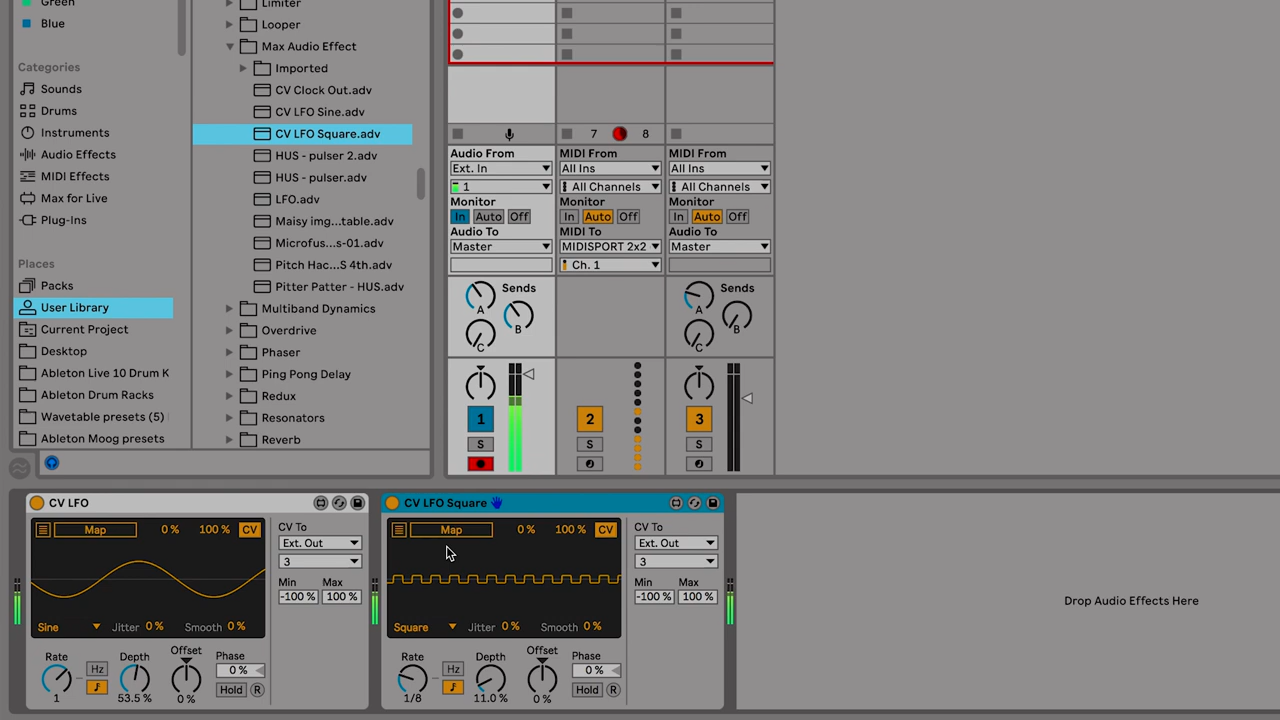 Green
Blue
Categories
Sounds
Drums
Instruments
Audio Effects
MIDI Effects
Max for Live
Plug-Ins
Places
Packs
User Library
Current Project
Desktop
Ableton Live 10 Drum K
Ableton Drum Racks
Wavetable presets (5)
Ableton Moog presets
Limiter
Looper
Max Audio Effect
Imported
CV Clock Out.adv
CV LFO Sine.adv
CV LFO Square.adv
HUS - pulser 2.adv
HUS - pulser.adv
LFO.adv
Maisy img...table.adv
Microfus...s-01.adv
Pitch Hac...S 4th.adv
Pitter Patter - HUS.adv
Multiband Dynamics
Overdrive
Phaser
Ping Pong Delay
Redux
Resonators
Reverb
7 8
Audio From
Ext. In
1
Monitor
In Auto Off
Audio To
Master
Sends
A
B
C
1
S
MIDI From
All Ins
All Channels
Monitor
In Auto Off
MIDI To
MIDISPORT 2x2
Ch. 1
2
S
MIDI From
All Ins
All Channels
Monitor
In Auto Off
Audio To
Master
Sends
A
B
C
3
S
CV LFO
Map 0 % 100 % CV
Sine Jitter 0 % Smooth 0 %
Rate Depth Offset Phase
Hz 0 %
Hold R
1 53.5 % 0 %
CV To
Ext. Out
3
Min Max
-100 % 100 %
CV LFO Square
Map 0 % 100 % CV
Square Jitter 0 % Smooth 0 %
Rate Depth Offset Phase
Hz 0 %
Hold R
1/8 11.0 % 0 %
CV To
Ext. Out
3
Min Max
-100 % 100 %
Drop Audio Effects Here